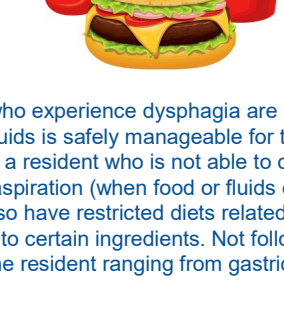 who experience dysphagia are
uids is safely manageable for t
a resident who is not able to c
spiration (when food or fluids
so have restricted diets related
to certain ingredients. Not follo
e resident ranging from gastric